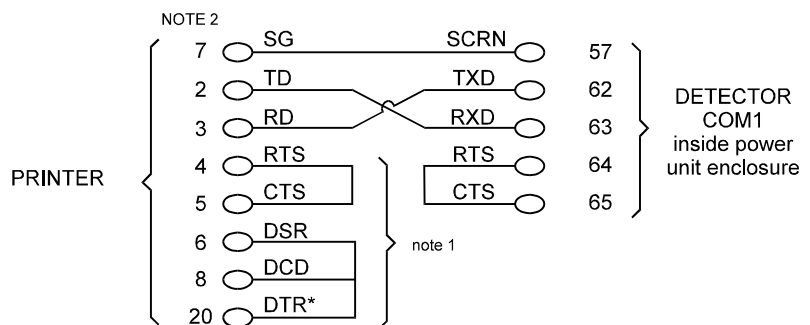 NOTE 2
7 SG SCRN 57
2 TD TXD 62
3 RD RXD 63
4 RTS RTS 64
5 CTS CTS 65
6 DSR
8 DCD
20 DTR*
PRINTER
note 1
DETECTOR
COM1
inside power
unit enclosure